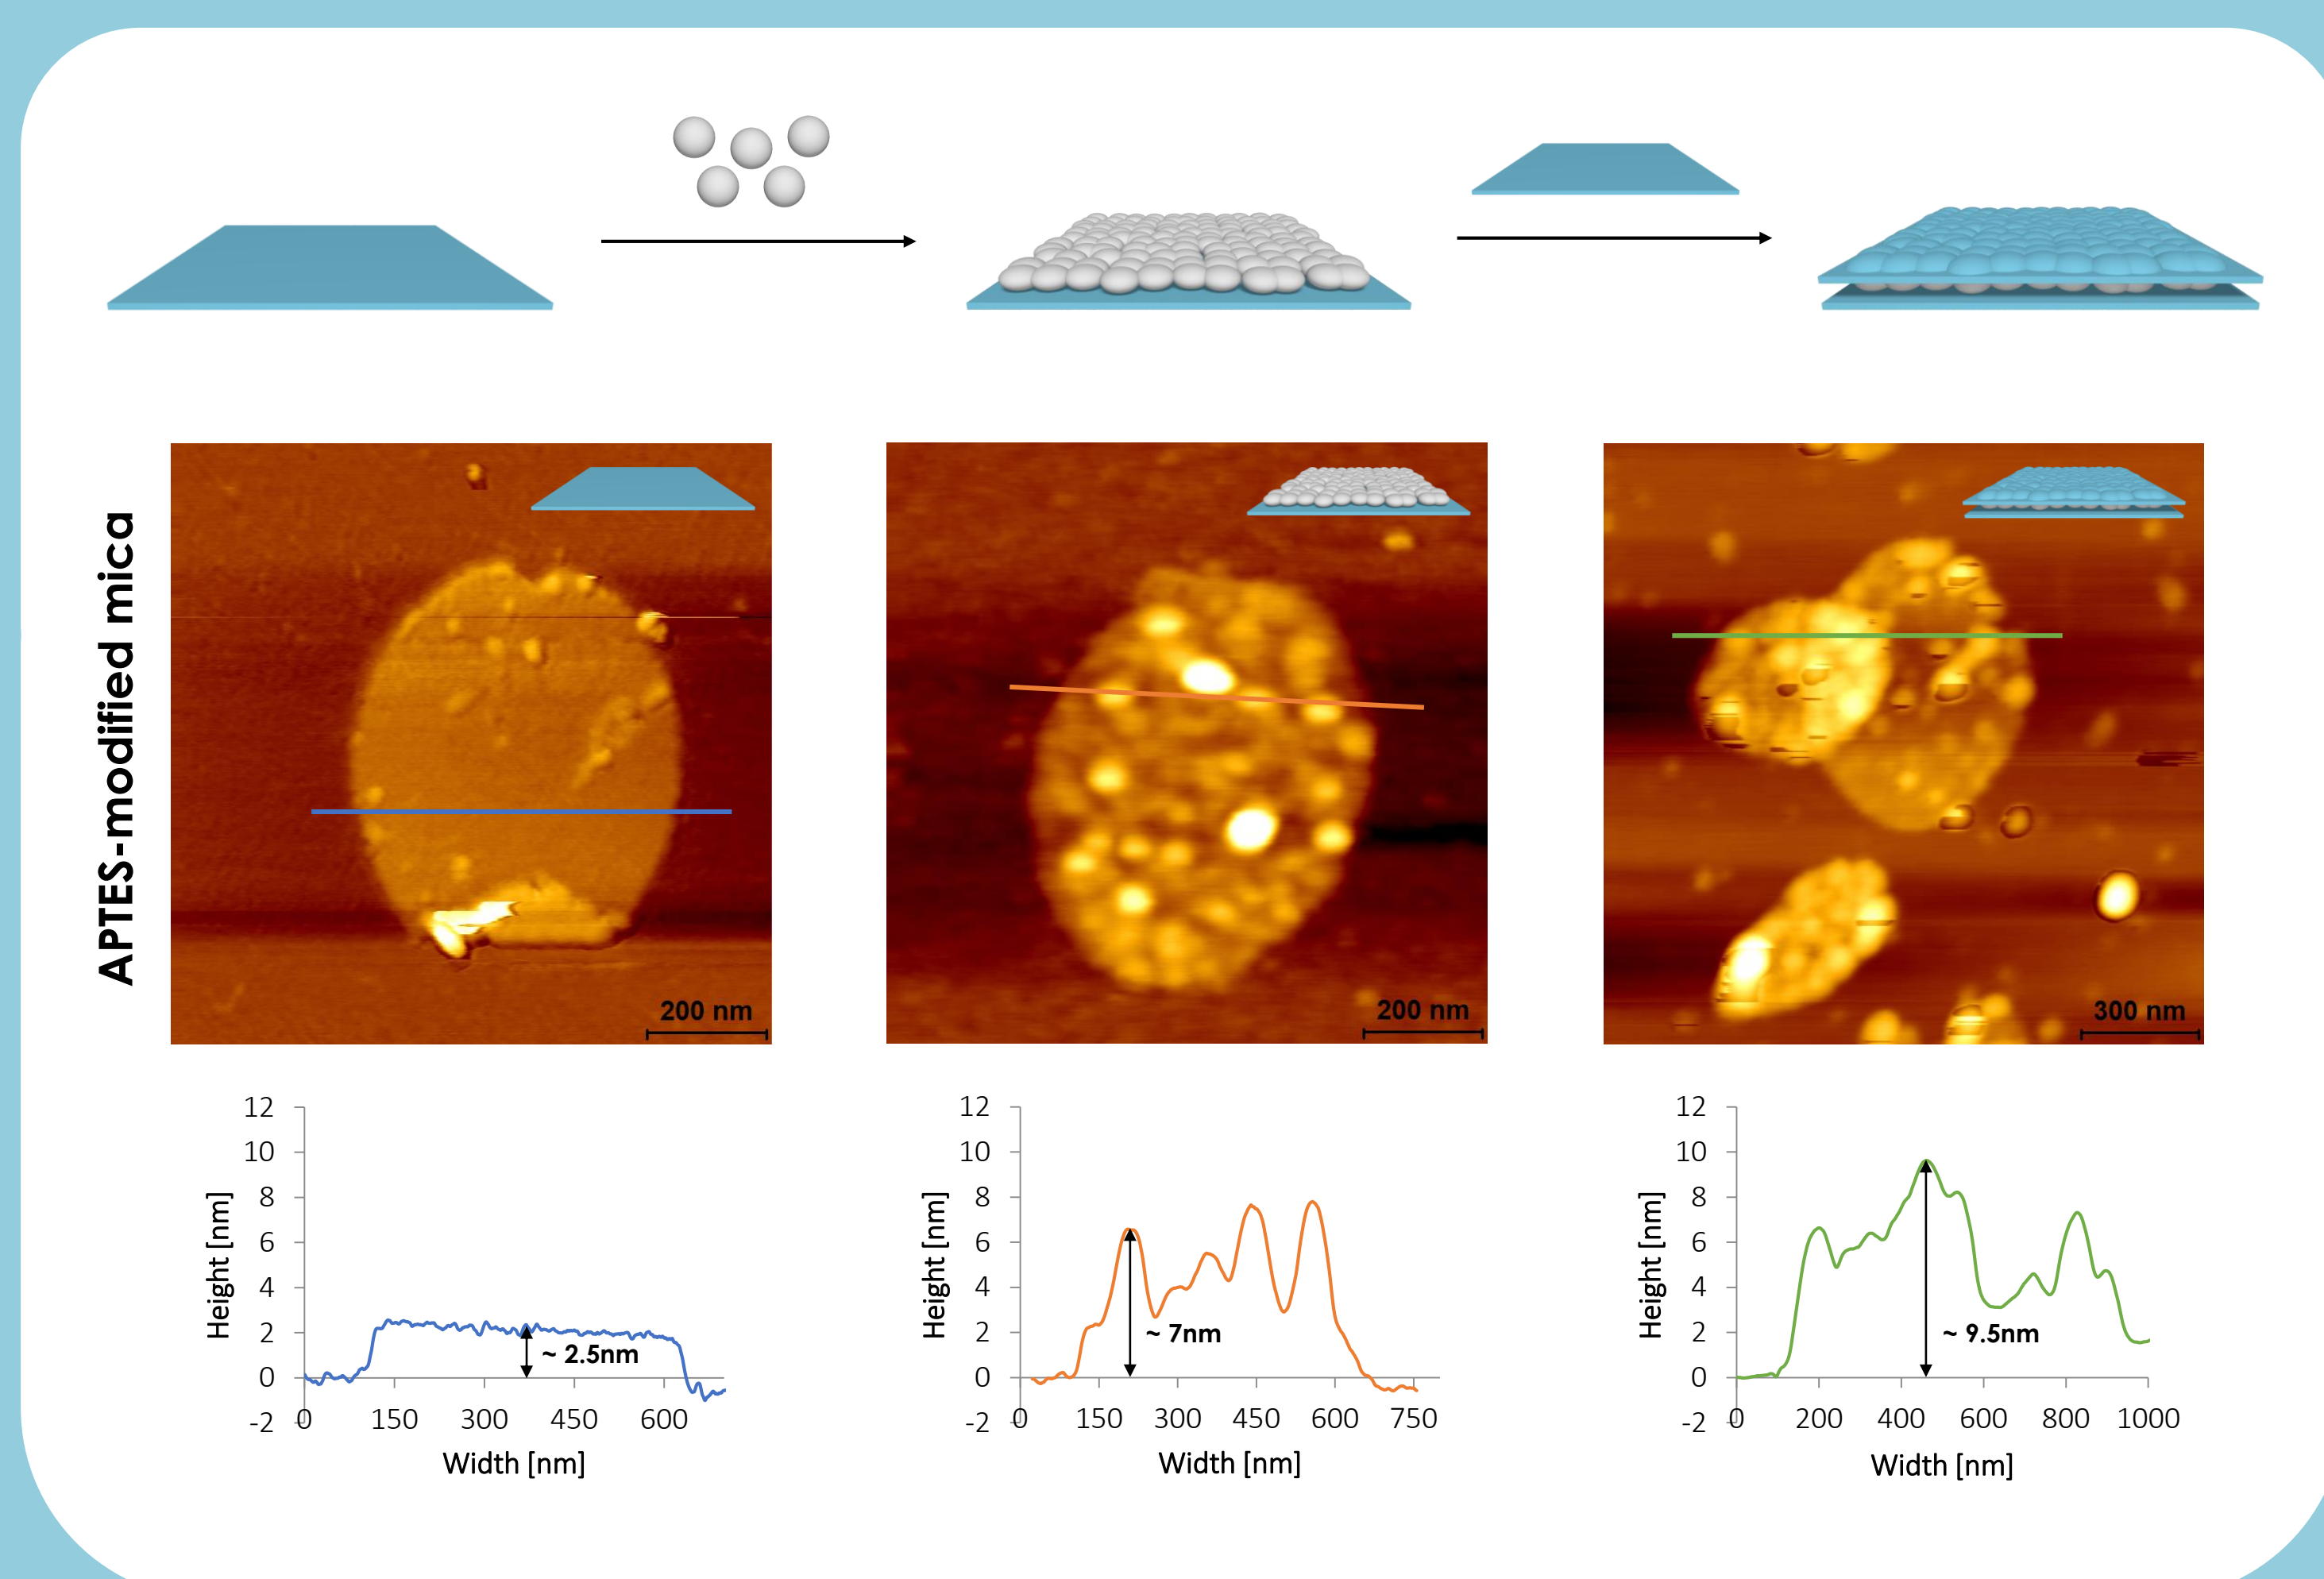 APTES-modified mica
200 nm
200 nm
300 nm
12
10
8
6
4
2
0
-2
Height [nm]
~ 2.5nm
0 150 300 450 600
Width [nm]
12
10
8
6
4
2
0
-2
Height [nm]
~ 7nm
0 150 300 450 600 750
Width [nm]
12
10
8
6
4
2
0
-2
Height [nm]
~ 9.5nm
0 200 400 600 800 1000
Width [nm]